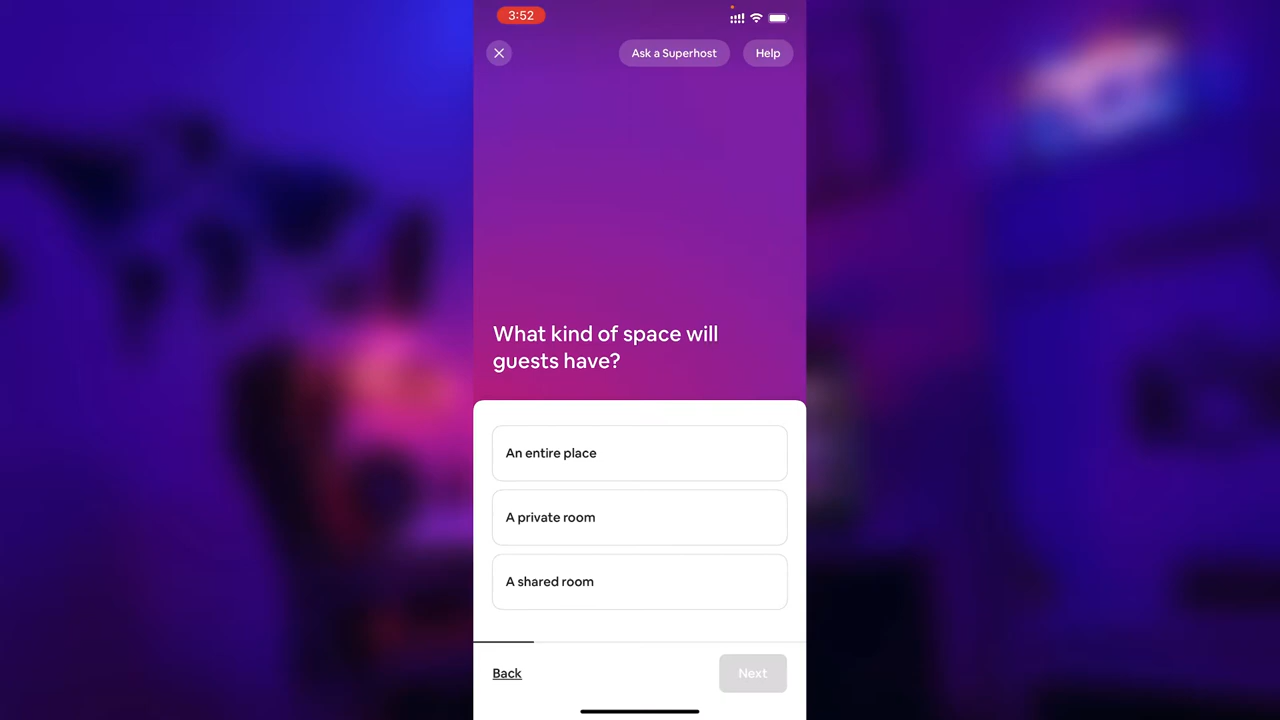 3:52
Ask a Superhost
Help
What kind of space will
guests have?
An entire place
A private room
A shared room
Back
Next